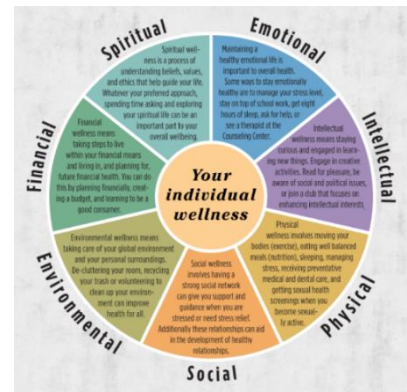 Spiritual
Spiritual well-
ness is a process of
understanding beliefs, values,
and ethics that help guide your life.
Whatever your preferred approach,
spending time asking and exploring
your spiritual life can be an
important part to your
overall wellbeing.
Emotional
Maintaining a
healthy emotional life is
important to overall health.
Some ways to stay emotionally
healthy are to manage your stress level,
stay on top of school work, get eight
hours of sleep, ask for help, or
see a therapist at the
Counseling Center.
Intellectual
Intellectual
wellness means staying
curious and engaged in learn-
ing new things. Engage in creative
activities. Read for pleasure, be
aware of social and political issues,
or join a club that focuses on
enhancing intellectual interests.
Physical
Physical
wellness involves moving your
bodies (exercise), eating well balanced
meals (nutrition), sleeping, managing
stress, receiving preventative
medical and dental care, and
getting sexual health
screenings when you
become sexual-
ly active.
Social
Social wellness
involves having a
strong social network
can give you support and
guidance when you are
stressed or need stress relief.
Additionally these relationships can aid
in the development of healthy
relationships.
Environmental
Environmental wellness means
taking care of your global environment
and your personal surroundings.
De-cluttering your room, recycling
your trash or volunteering to
clean up your environ-
ment can improve
health for all.
Financial
Financial
wellness means
taking steps to live
within your financial means
and living in, and planning for,
future financial health. You can do
this by planning financially, creat-
ing a budget, and learning to be a
good consumer.
Your
individual
wellness